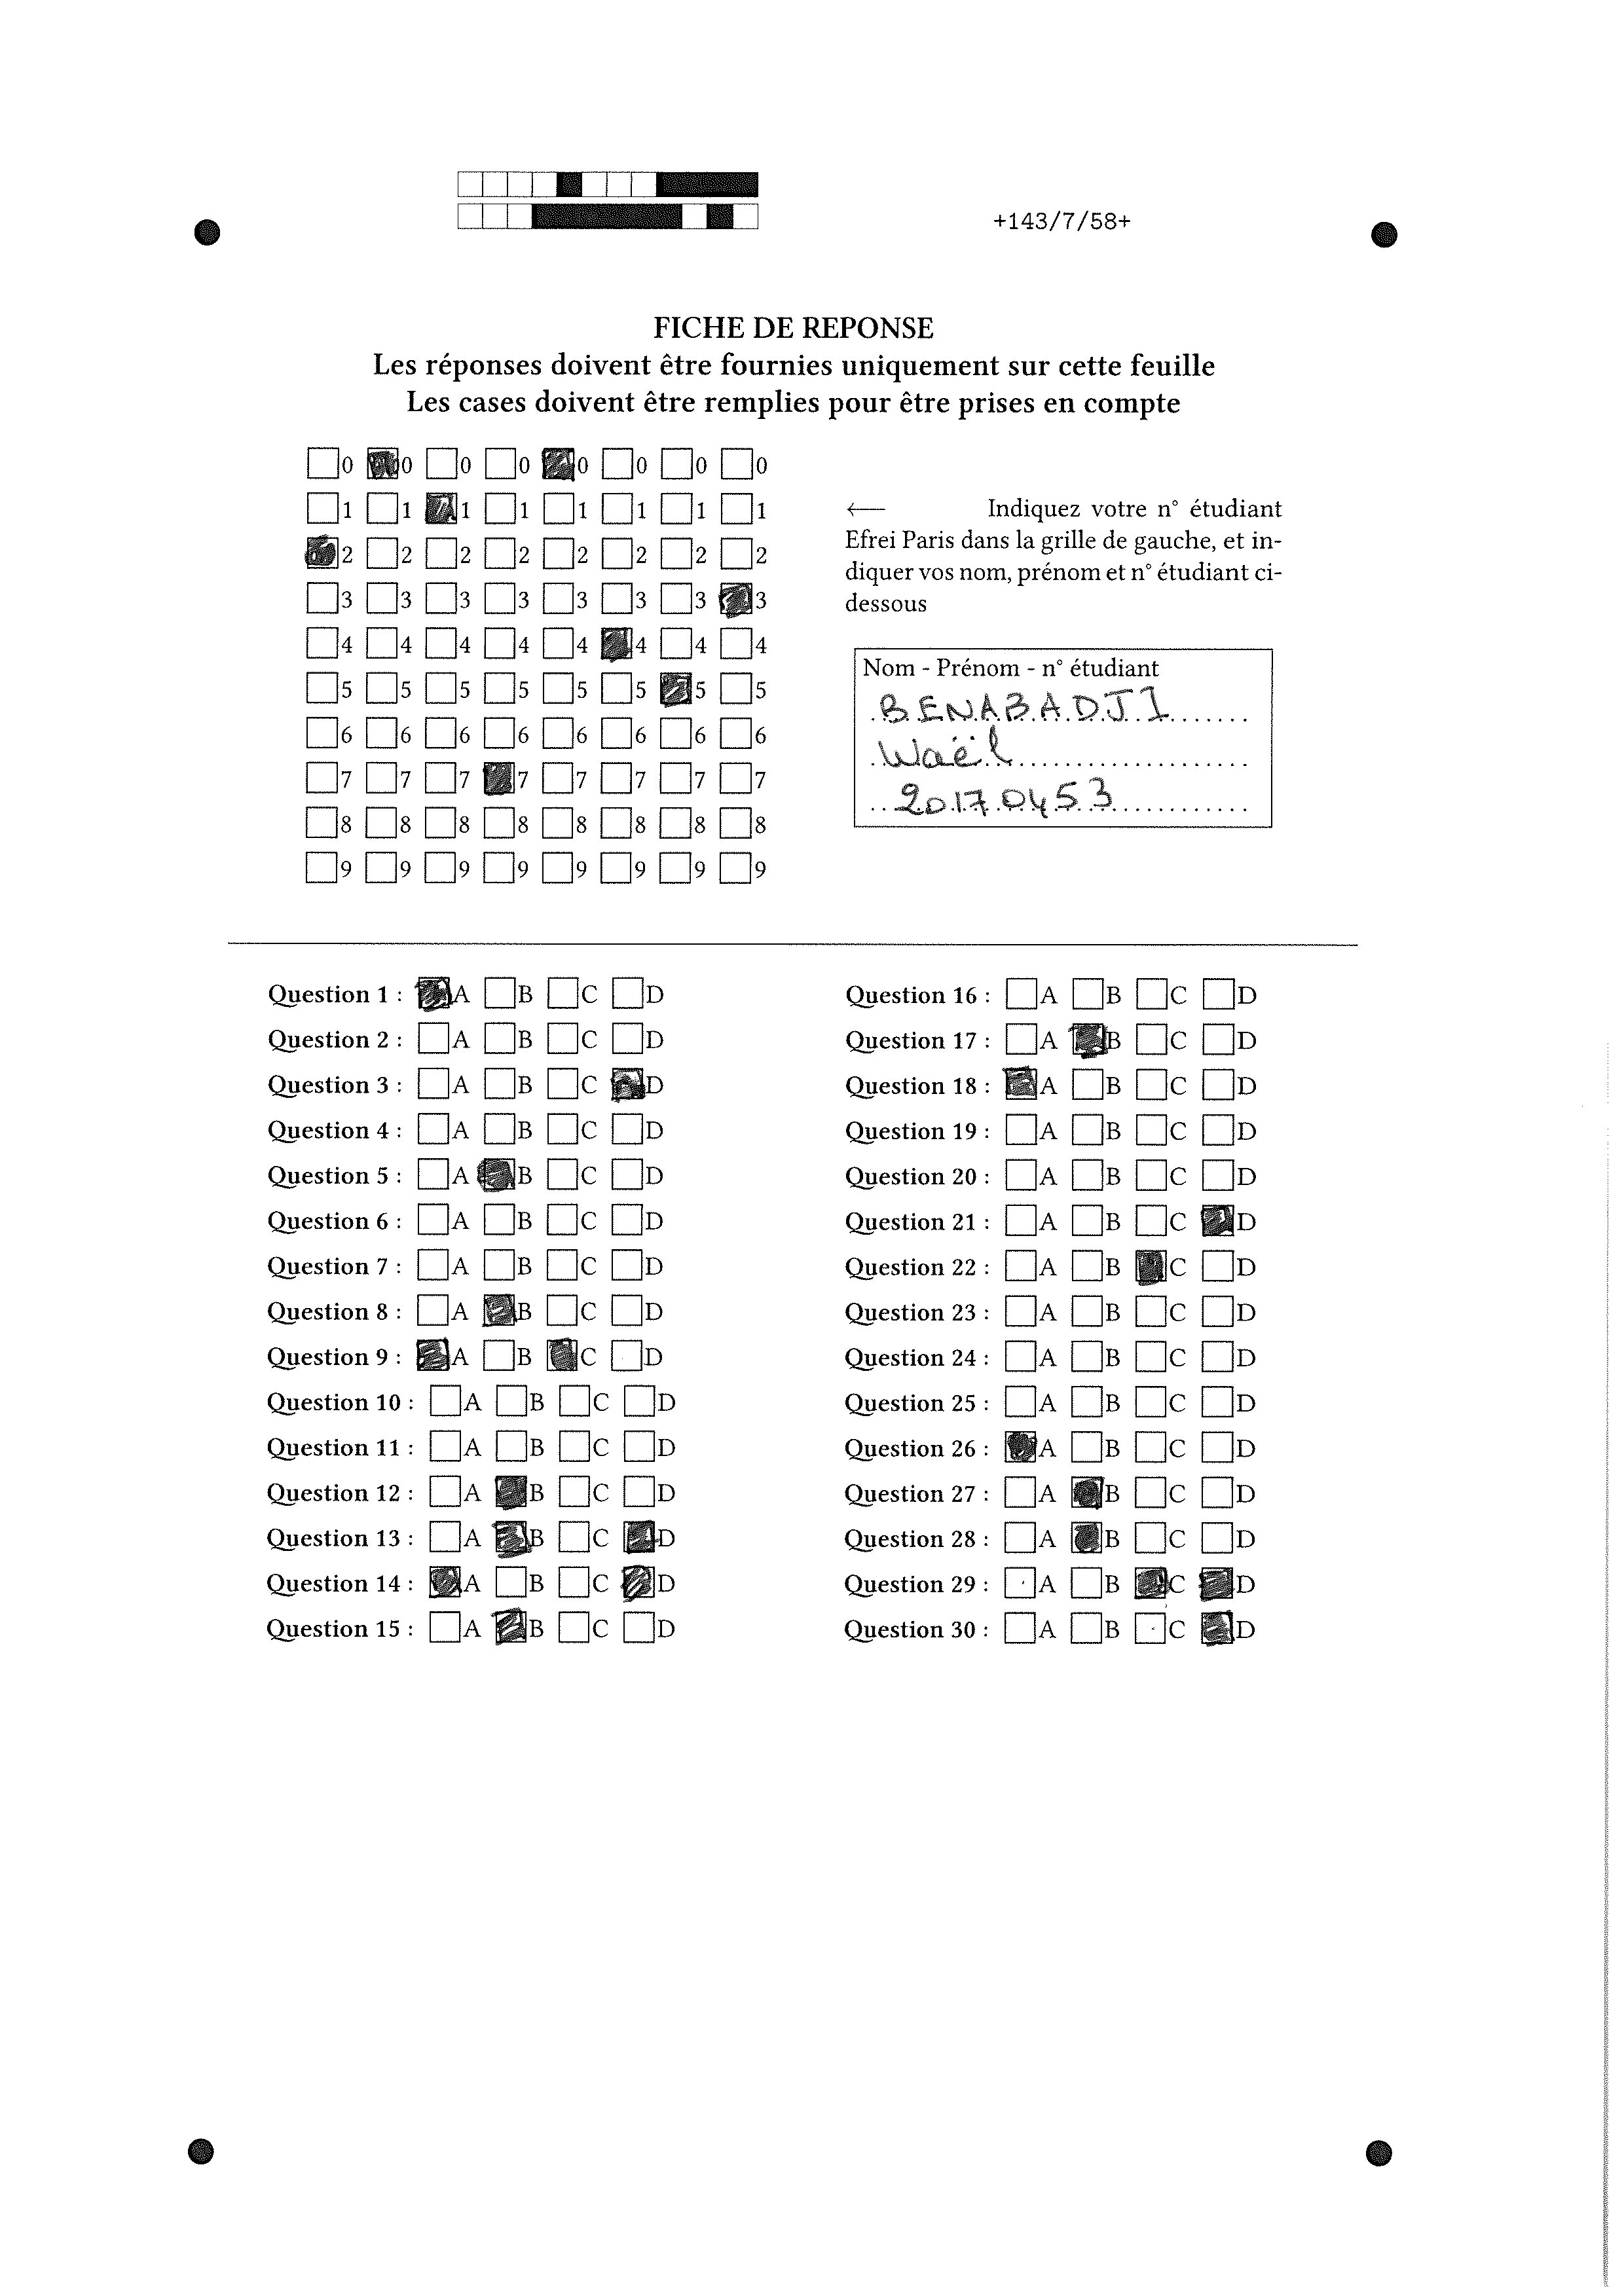 +143/7/58+
FICHE DE REPONSE
Les réponses doivent être fournies uniquement sur cette feuille
Les cases doivent être remplies pour être prises en compte
0 0 0 0 0 0 0 0
1 1 1 1 1 1 1 1
2 2 2 2 2 2 2 2
3 3 3 3 3 3 3 3
4 4 4 4 4 4 4 4
5 5 5 5 5 5 5 5
6 6 6 6 6 6 6 6
7 7 7 7 7 7 7 7
8 8 8 8 8 8 8 8
9 9 9 9 9 9 9 9
← Indiquez votre n° étudiant
Efrei Paris dans la grille de gauche, et in-
diquer vos nom, prénom et n° étudiant ci-
dessous
Nom - Prénom - n° étudiant
BENABADJI
Waël
20170453
Question 1 : A B C D
Question 2 : A B C D
Question 3 : A B C D
Question 4 : A B C D
Question 5 : A B C D
Question 6 : A B C D
Question 7 : A B C D
Question 8 : A B C D
Question 9 : A B C D
Question 10 : A B C D
Question 11 : A B C D
Question 12 : A B C D
Question 13 : A B C D
Question 14 : A B C D
Question 15 : A B C D
Question 16 : A B C D
Question 17 : A B C D
Question 18 : A B C D
Question 19 : A B C D
Question 20 : A B C D
Question 21 : A B C D
Question 22 : A B C D
Question 23 : A B C D
Question 24 : A B C D
Question 25 : A B C D
Question 26 : A B C D
Question 27 : A B C D
Question 28 : A B C D
Question 29 : A B C D
Question 30 : A B C D